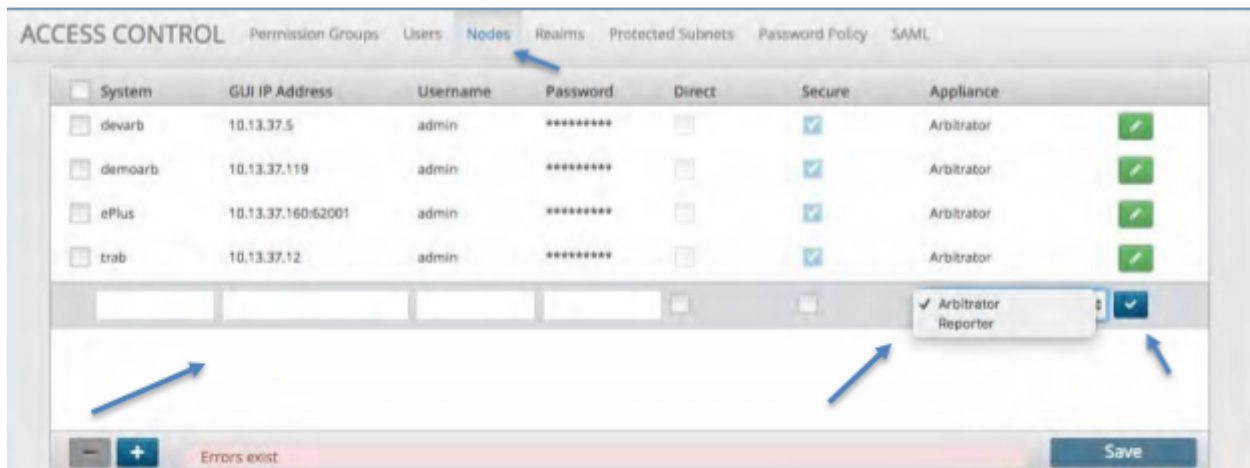 ACCESS CONTROL Permission Groups Users Nodes Realms Protected Subnets Password Policy SAML
System GUI IP Address Username Password Direct Secure Appliance
devarb 10.13.37.5 admin ********* Arbitrator
demoarb 10.13.37.119 admin ********* Arbitrator
ePlus 10.13.37.160:62001 admin ********* Arbitrator
trab 10.13.37.12 admin ********* Arbitrator
✓ Arbitrator
Reporter
Errors exist Save